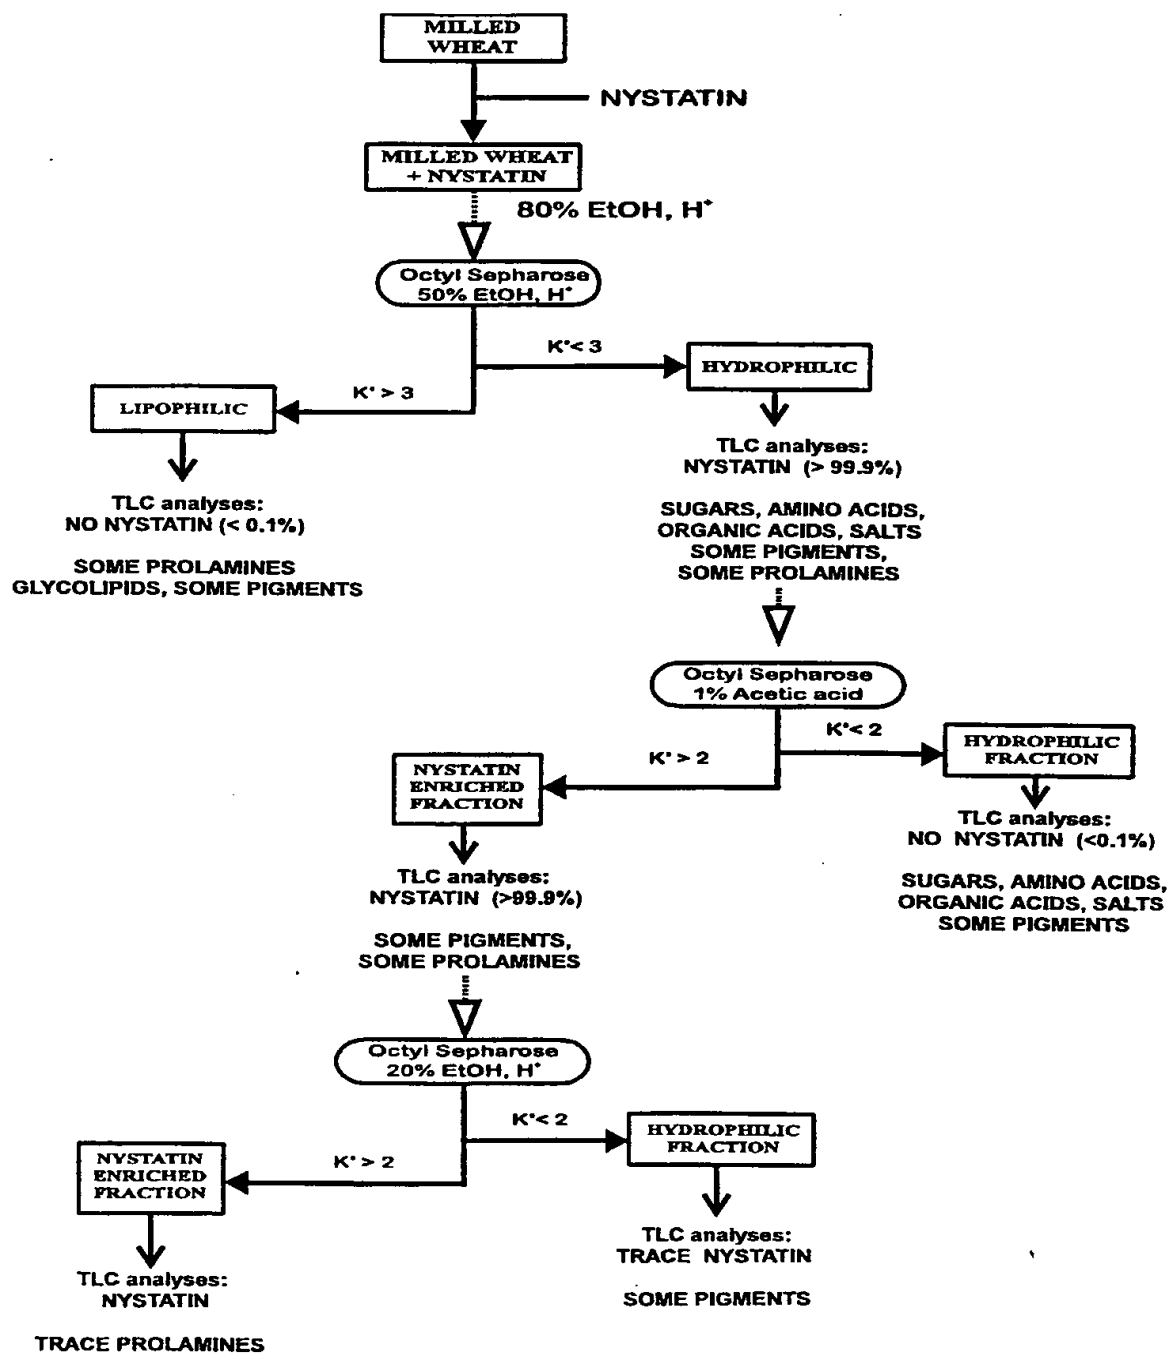 MILLED
WHEAT
NYSTATIN
MILLED WHEAT
+ NYSTATIN
80% EtOH, H⁺
Octyl Sepharose
50% EtOH, H⁺
K'< 3
HYDROPHILIC
K' > 3
LIPOPHILIC
TLC analyses:
NYSTATIN (> 99.9%)
SUGARS, AMINO ACIDS,
ORGANIC ACIDS, SALTS
SOME PIGMENTS,
SOME PROLAMINES
TLC analyses:
NO NYSTATIN (< 0.1%)
SOME PROLAMINES
GLYCOLIPIDS, SOME PIGMENTS
Octyl Sepharose
1% Acetic acid
K'< 2
HYDROPHILIC
FRACTION
K' > 2
NYSTATIN
ENRICHED
FRACTION
TLC analyses:
NO NYSTATIN (<0.1%)
SUGARS, AMINO ACIDS,
ORGANIC ACIDS, SALTS
SOME PIGMENTS
TLC analyses:
NYSTATIN (>99.9%)
SOME PIGMENTS,
SOME PROLAMINES
Octyl Sepharose
20% EtOH, H⁺
K'< 2
HYDROPHILIC
FRACTION
K' > 2
NYSTATIN
ENRICHED
FRACTION
TLC analyses:
TRACE NYSTATIN
SOME PIGMENTS
TLC analyses:
NYSTATIN
TRACE PROLAMINES